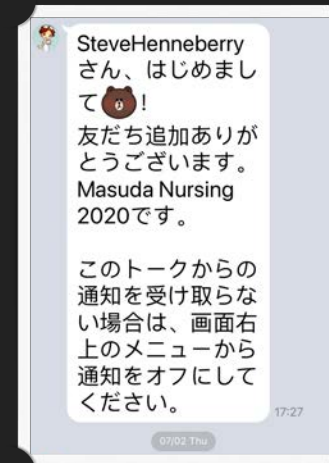 SteveHenneberry
さん、はじめまし
て!
友だち追加ありが
とうございます。
Masuda Nursing
2020です。
このトークからの
通知を受け取らな
い場合は、画面右
上のメニューから
通知をオフにして
ください。
17:27
07/02 Thu